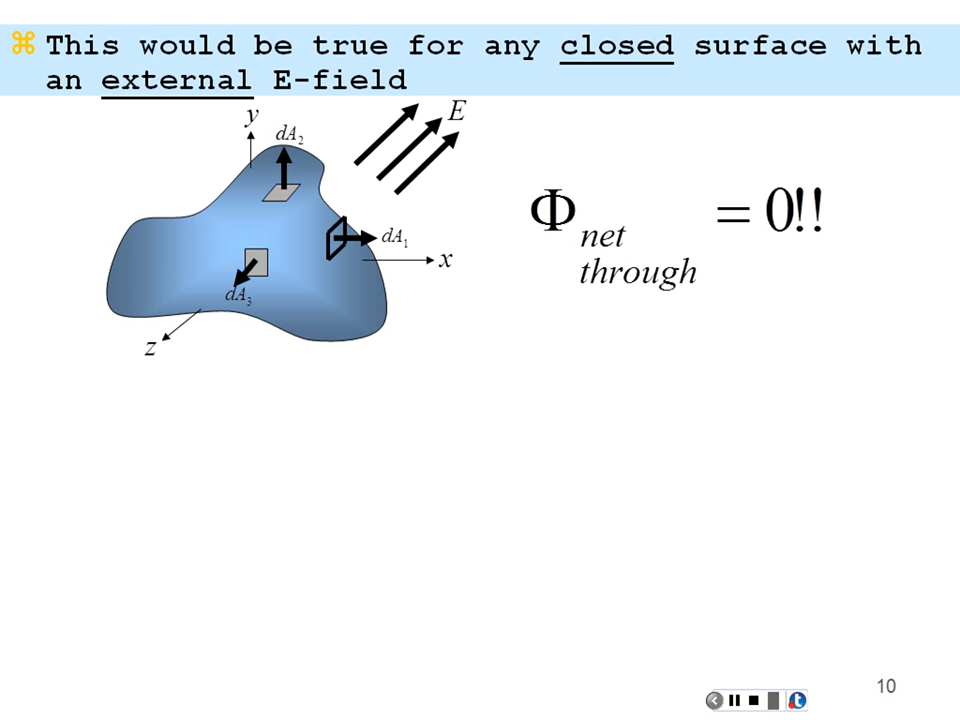 ⌘ This would be true for any closed surface with
an external E-field
y
dA₂
E
dA₁
x
dA₃
z
Φ net through = 0!!
10